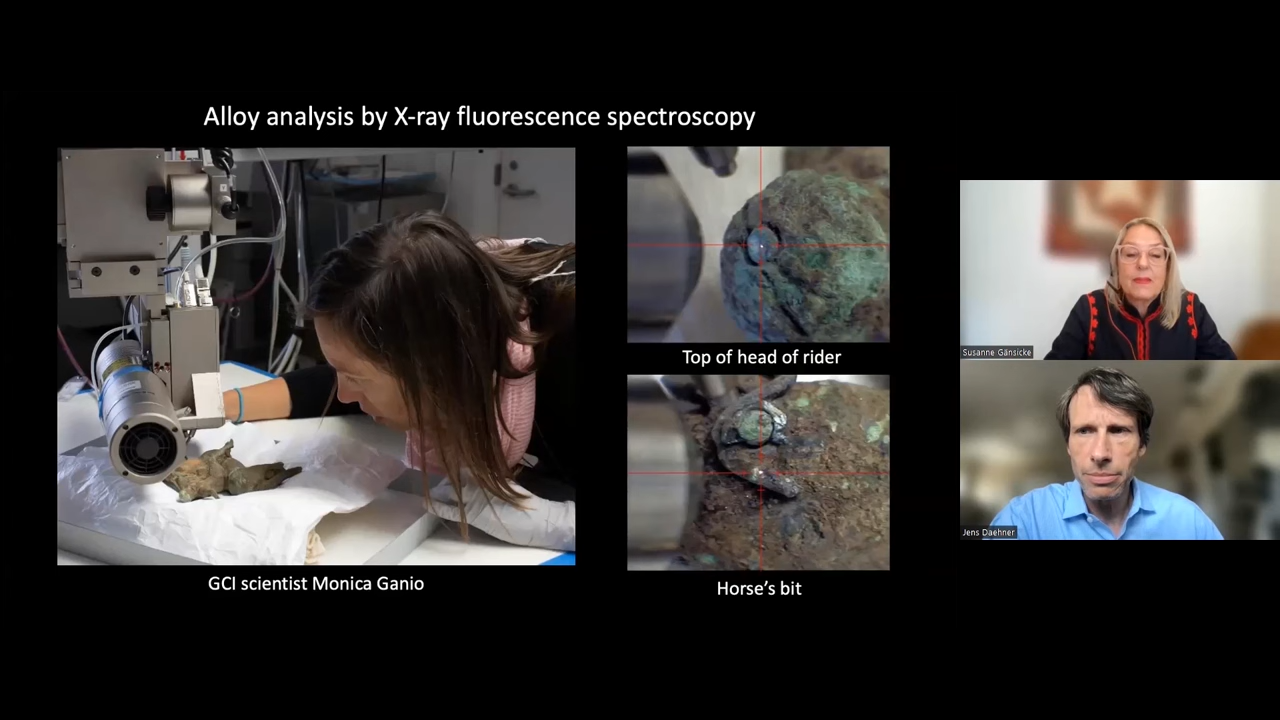 Alloy analysis by X-ray fluorescence spectroscopy
Top of head of rider
GCI scientist Monica Ganio
Horse’s bit
Susanne Gänsicke
Jens Daehner